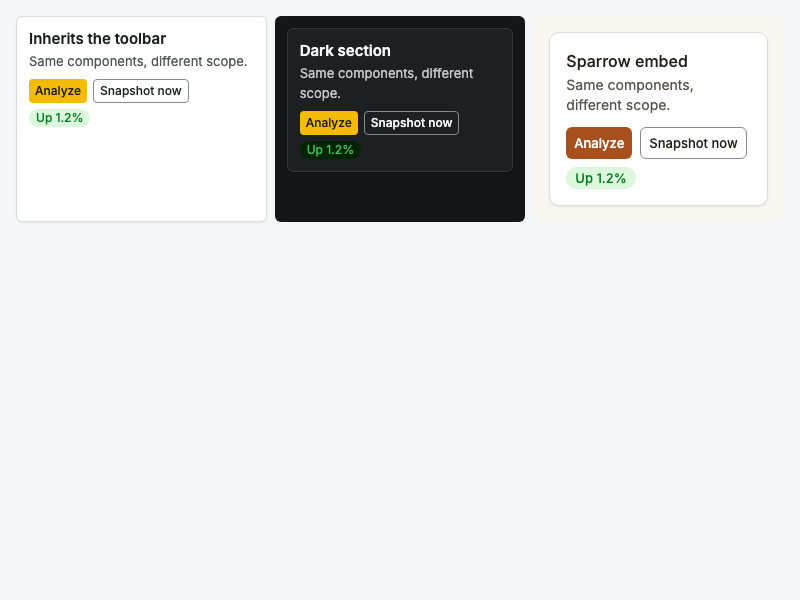 Inherits the toolbar
Same components, different scope.
Analyze
Snapshot now
Up 1.2%
Dark section
Same components, different
scope.
Analyze
Snapshot now
Up 1.2%
Sparrow embed
Same components,
different scope.
Analyze
Snapshot now
Up 1.2%